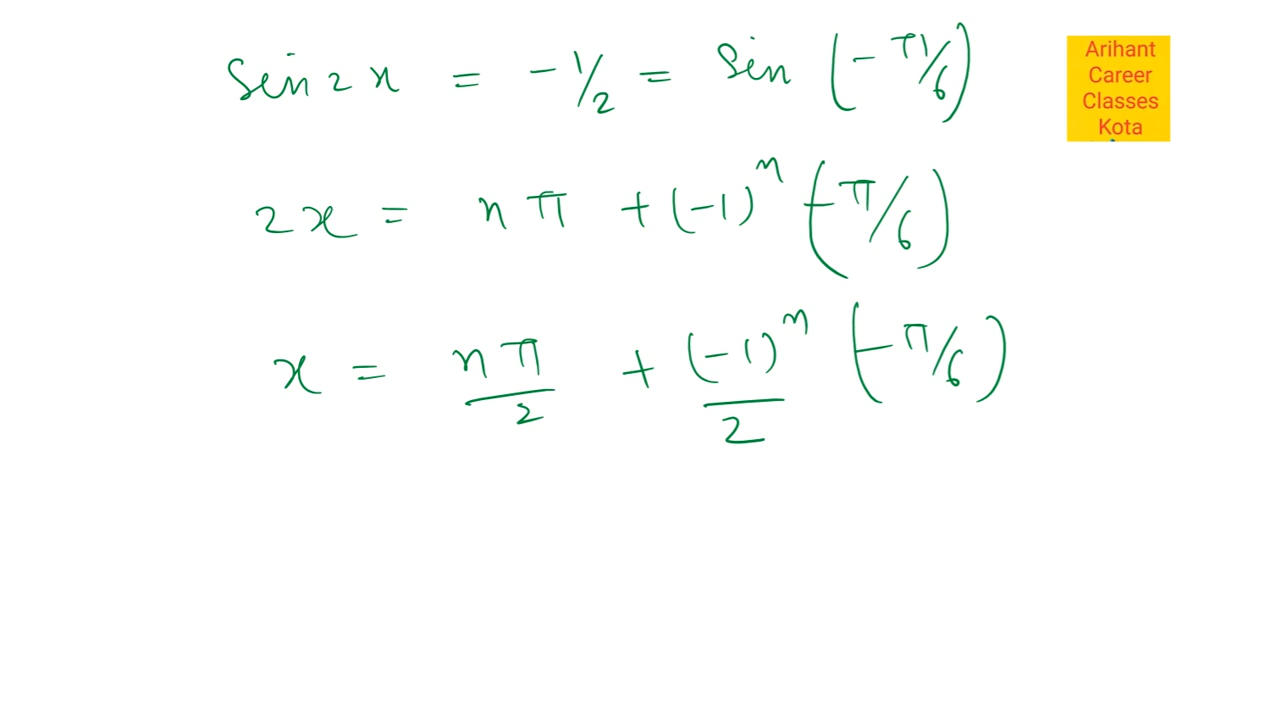 sin 2x = - 1/2 = sin (- π/6)
Arihant
Career
Classes
Kota
2x = nπ + (-1)^n (-π/6)
x = nπ/2 + (-1)^n/2 (-π/6)